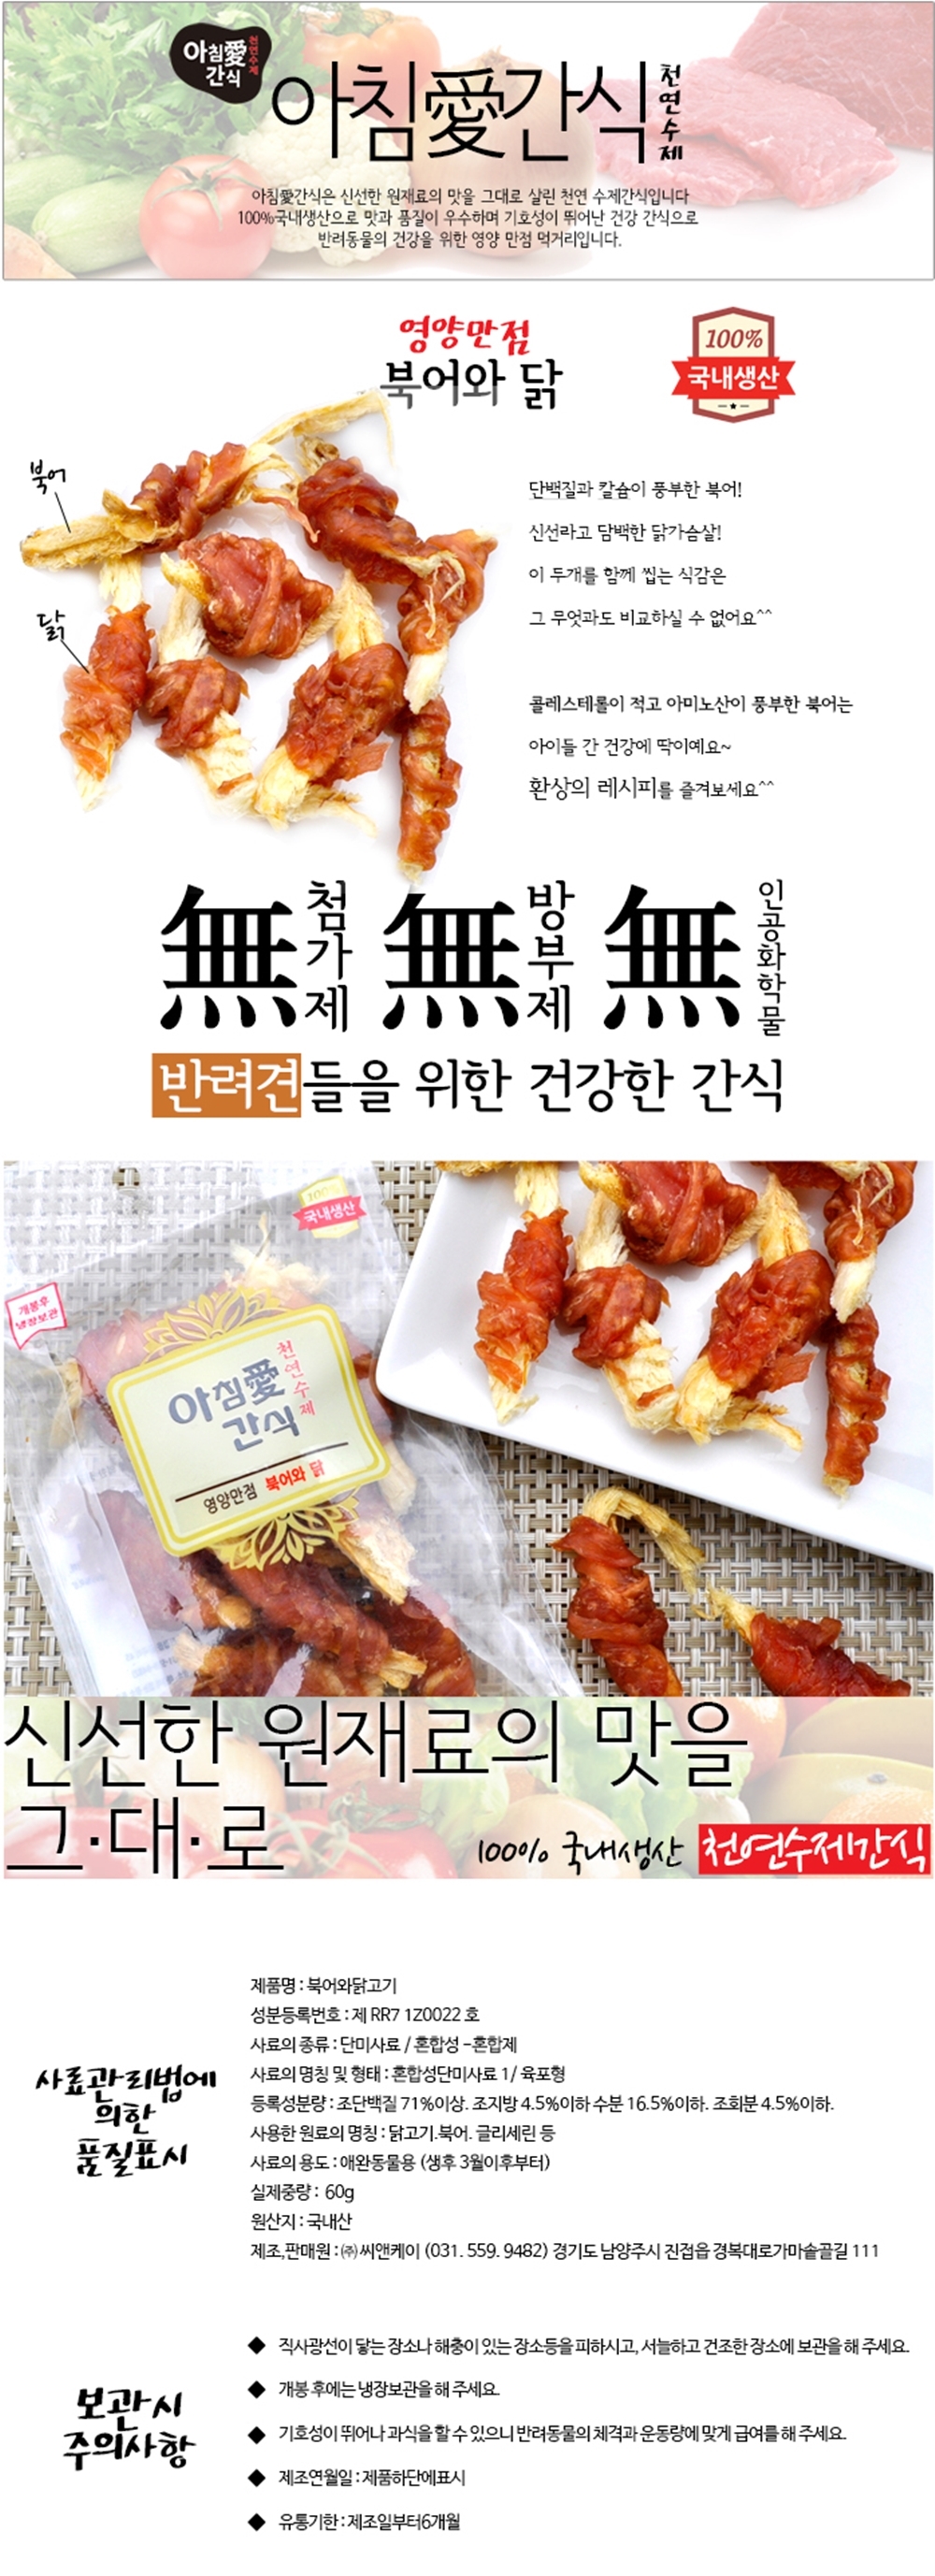 아침愛
간식
천연수제
아침愛간식
천연수제
아침愛간식은 신선한 원재료의 맛을 그대로 살린 천연 수제간식입니다
100%국내생산으로 맛과 품질이 우수하며 기호성이 뛰어난 건강 간식으로
반려동물의 건강을 위한 영양 만점 먹거리입니다.
영양만점
북어와 닭
100%
국내생산
북어
닭
단백질과 칼슘이 풍부한 북어!
신선라고 담백한 닭가슴살!
이 두개를 함께 씹는 식감은
그 무엇과도 비교하실 수 없어요^^
콜레스테롤이 적고 아미노산이 풍부한 북어는
아이들 간 건강에 딱이예요~
환상의 레시피를 즐겨보세요^^
無 첨가제 無 방부제 無 인공화학물
반려견들을 위한 건강한 간식
100%
국내생산
개봉후
냉장보관
천연수제
아침愛
간식
영양만점 북어와 닭
신선한 원재료의 맛을
그·대·로
100% 국내생산 천연수제간식
사료관리법에
의한
품질표시
제품명 : 북어와닭고기
성분등록번호 : 제 RR7 1Z0022 호
사료의 종류 : 단미사료 / 혼합성 -혼합제
사료의 명칭 및 형태 : 혼합성단미사료 1/ 육포형
등록성분량 : 조단백질 71%이상. 조지방 4.5%이하 수분 16.5%이하. 조회분 4.5%이하.
사용한 원료의 명칭 : 닭고기.북어. 글리세린 등
사료의 용도 : 애완동물용 (생후 3월이후부터)
실제중량 : 60g
원산지 : 국내산
제조,판매원 : ㈜ 씨앤케이 (031. 559. 9482) 경기도 남양주시 진접읍 경복대로가마솥골길 111
보관시
주의사항
◆ 직사광선이 닿는 장소나 해충이 있는 장소등을 피하시고, 서늘하고 건조한 장소에 보관을 해 주세요.
◆ 개봉 후에는 냉장보관을 해 주세요.
◆ 기호성이 뛰어나 과식을 할 수 있으니 반려동물의 체격과 운동량에 맞게 급여를 해 주세요.
◆ 제조연월일 : 제품하단에표시
◆ 유통기한 : 제조일부터6개월